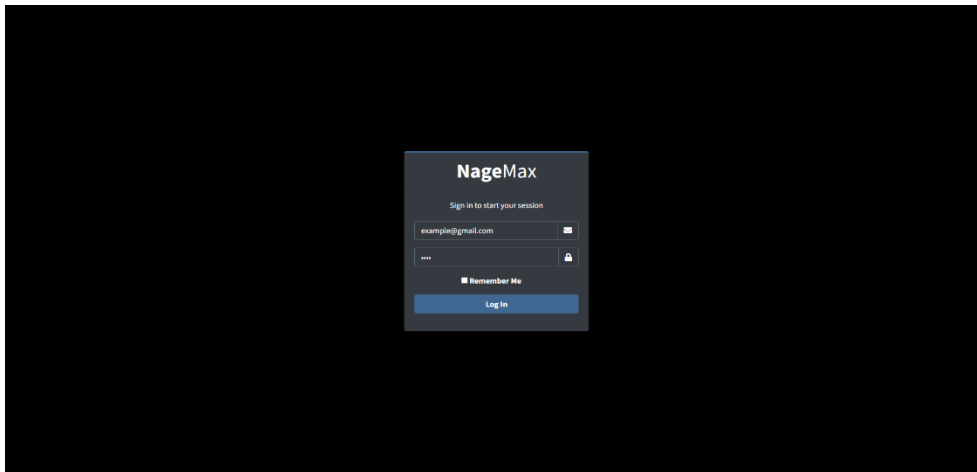 NageMax
Sign in to start your session
example@gmail.com
••••
Remember Me
Log In